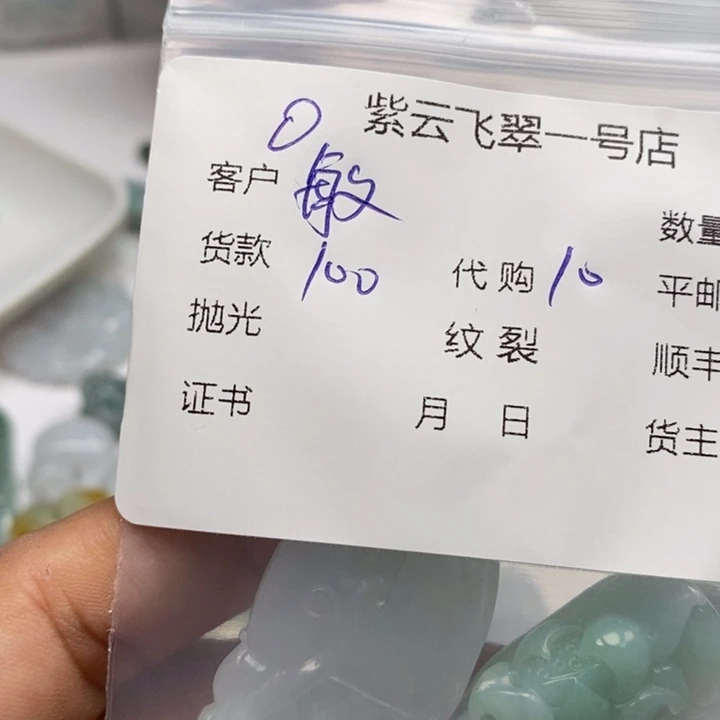 紫云飞翠一号店
0
客户 敏 数量
货款 100 代购 10 平邮
抛光 纹裂 顺丰
证书 月 日 货主